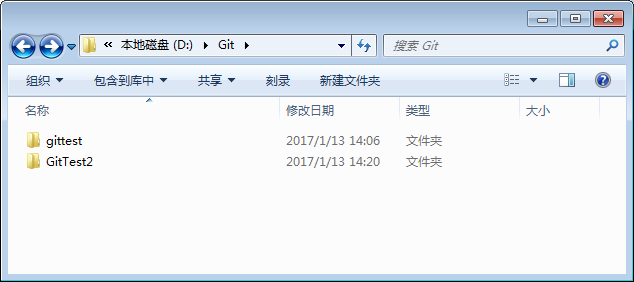 « 本地磁盘 (D:) Git 搜索 Git
组织 包含到库中 共享 刻录 新建文件夹
名称 修改日期 类型 大小
gittest 2017/1/13 14:06 文件夹
GitTest2 2017/1/13 14:20 文件夹